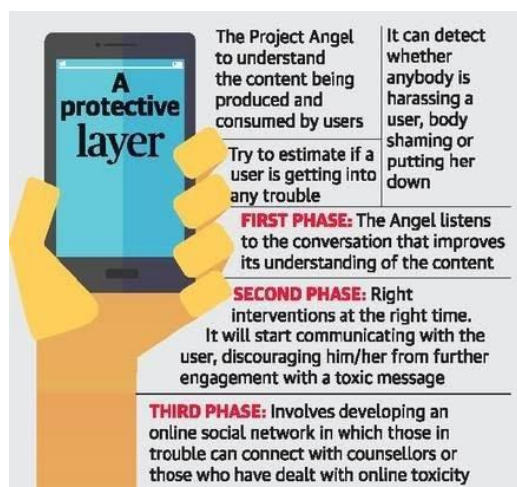 A
protective
layer
The Project Angel
to understand
the content being
produced and
consumed by users
Try to estimate if a
user is getting into
any trouble
It can detect
whether
anybody is
harassing a
user, body
shaming or
putting her
down
FIRST PHASE: The Angel listens
to the conversation that improves
its understanding of the content
SECOND PHASE: Right
interventions at the right time.
It will start communicating with the
user, discouraging him/her from further
engagement with a toxic message
THIRD PHASE: Involves developing an
online social network in which those in
trouble can connect with counsellors or
those who have dealt with online toxicity